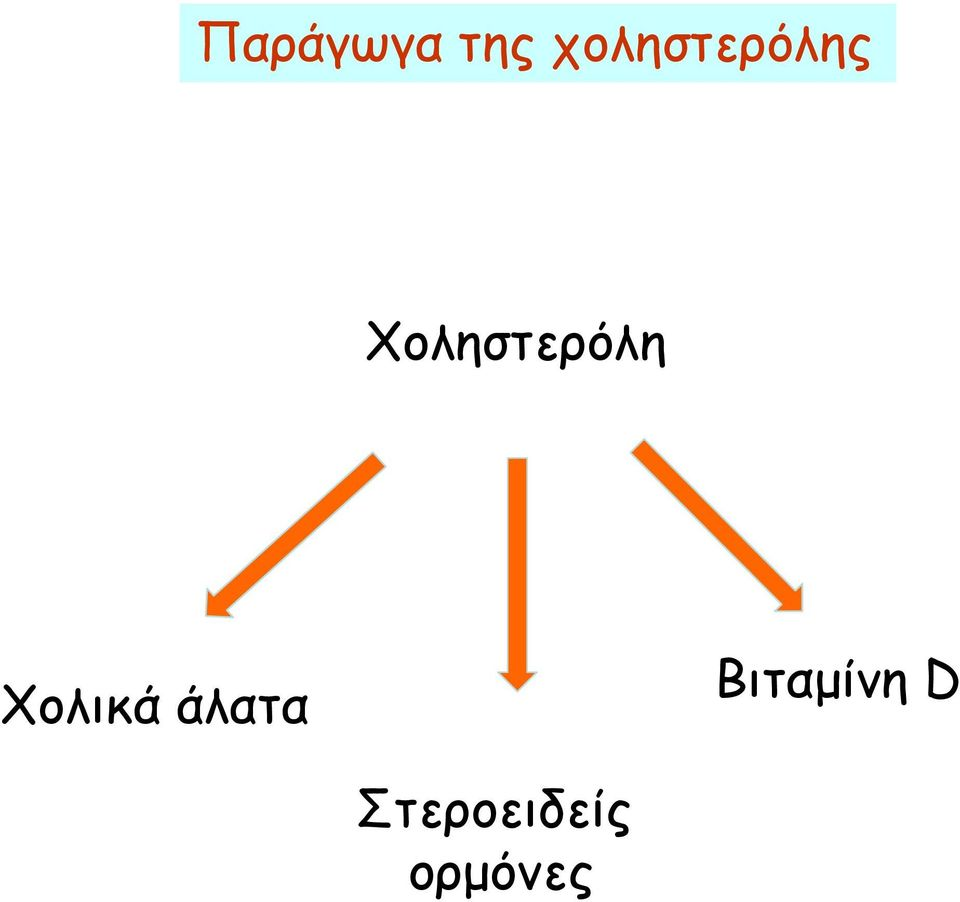 Παράγωγα της χοληστερόλης
Χοληστερόλη
Χολικά άλατα
Βιταμίνη D
Στεροειδείς
ορμόνες